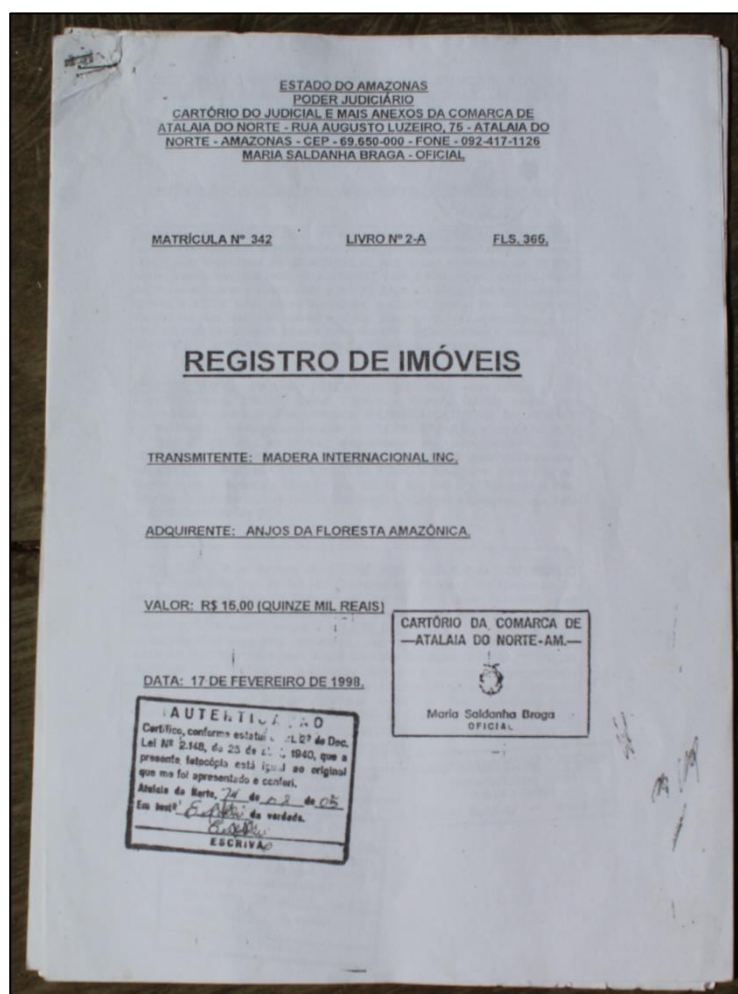 ESTADO DO AMAZONAS
PODER JUDICIÁRIO
CARTÓRIO DO JUDICIAL E MAIS ANEXOS DA COMARCA DE
ATALAIA DO NORTE - RUA AUGUSTO LUZEIRO, 75 - ATALAIA DO
NORTE - AMAZONAS - CEP - 69.650-000 - FONE - 092-417-1126
MARIA SALDANHA BRAGA - OFICIAL
MATRÍCULA Nº 342 LIVRO Nº 2-A FLS. 365.
REGISTRO DE IMÓVEIS
TRANSMITENTE: MADERA INTERNACIONAL INC.
ADQUIRENTE: ANJOS DA FLORESTA AMAZÔNICA.
VALOR: R$ 15,00 (QUINZE MIL REAIS)
CARTÓRIO DA COMARCA DE
—ATALAIA DO NORTE-AM.—
Maria Saldanha Braga
OFICIAL
DATA: 17 DE FEVEREIRO DE 1998.
Certifico, conforme de Dec.
Lei Nº 2.148, de 25 de 1940, que a
presente fotocópia está igual ao original
que me foi apresentado e conferi.
Atalaia do Norte, de de 05
Em testº da verdade.
ESCRIVÃ